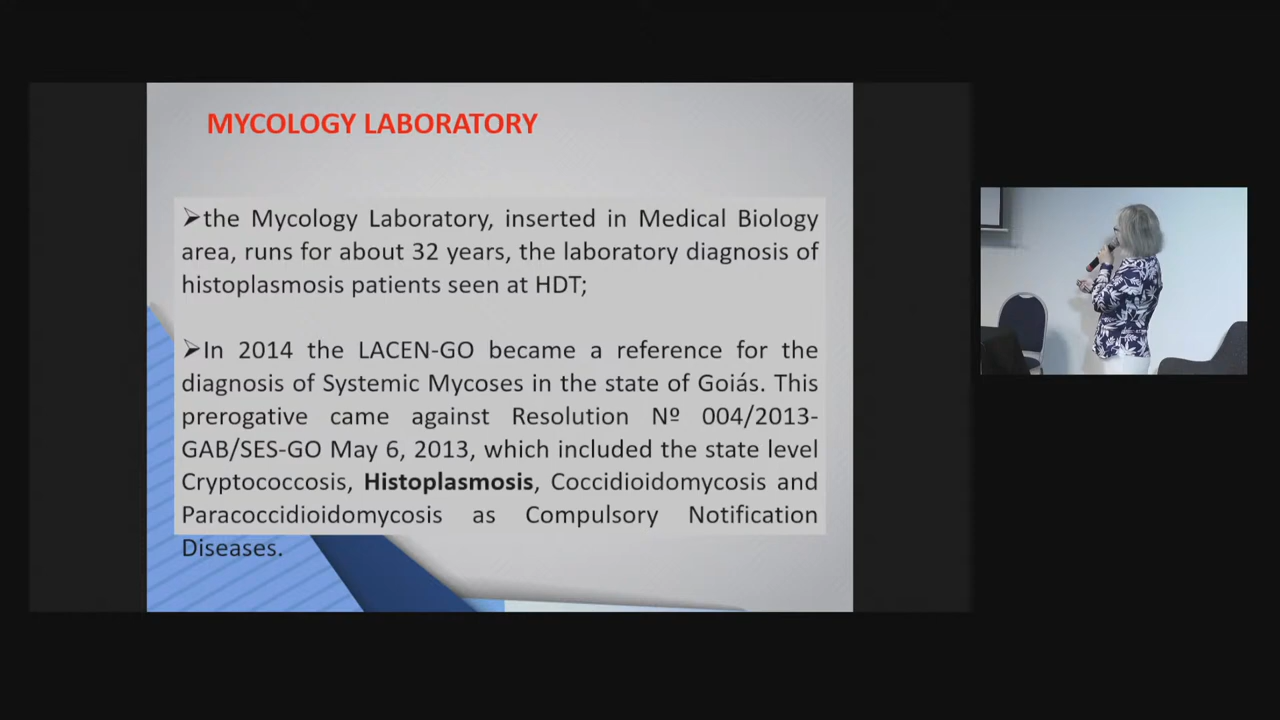 MYCOLOGY LABORATORY
➢the Mycology Laboratory, inserted in Medical Biology
area, runs for about 32 years, the laboratory diagnosis of
histoplasmosis patients seen at HDT;
➢In 2014 the LACEN-GO became a reference for the
diagnosis of Systemic Mycoses in the state of Goiás. This
prerogative came against Resolution Nº 004/2013-
GAB/SES-GO May 6, 2013, which included the state level
Cryptococcosis, Histoplasmosis, Coccidioidomycosis and
Paracoccidioidomycosis as Compulsory Notification
Diseases.